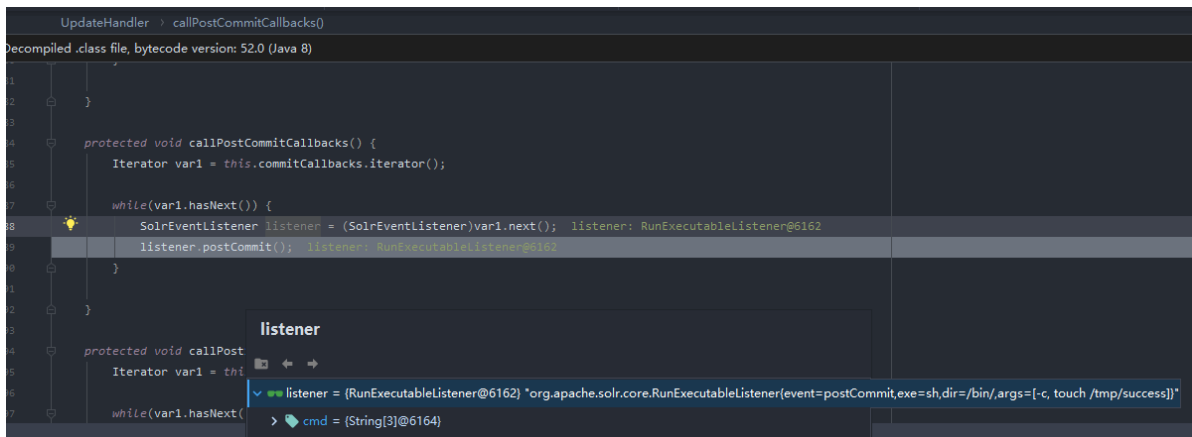 UpdateHandler > callPostCommitCallbacks()
Decompiled .class file, bytecode version: 52.0 (Java 8)
}
protected void callPostCommitCallbacks() {
Iterator var1 = this.commitCallbacks.iterator();
while(var1.hasNext()) {
SolrEventListener listener = (SolrEventListener)var1.next(); listener: RunExecutableListener@6162
listener.postCommit(); listener: RunExecutableListener@6162
}
}
listener
protected void callPost
Iterator var1 = thi
listener = {RunExecutableListener@6162} "org.apache.solr.core.RunExecutableListener{event=postCommit,exe=sh,dir=/bin/,args=[-c, touch /tmp/success]}"
while(var1.hasNext(
cmd = {String[3]@6164}